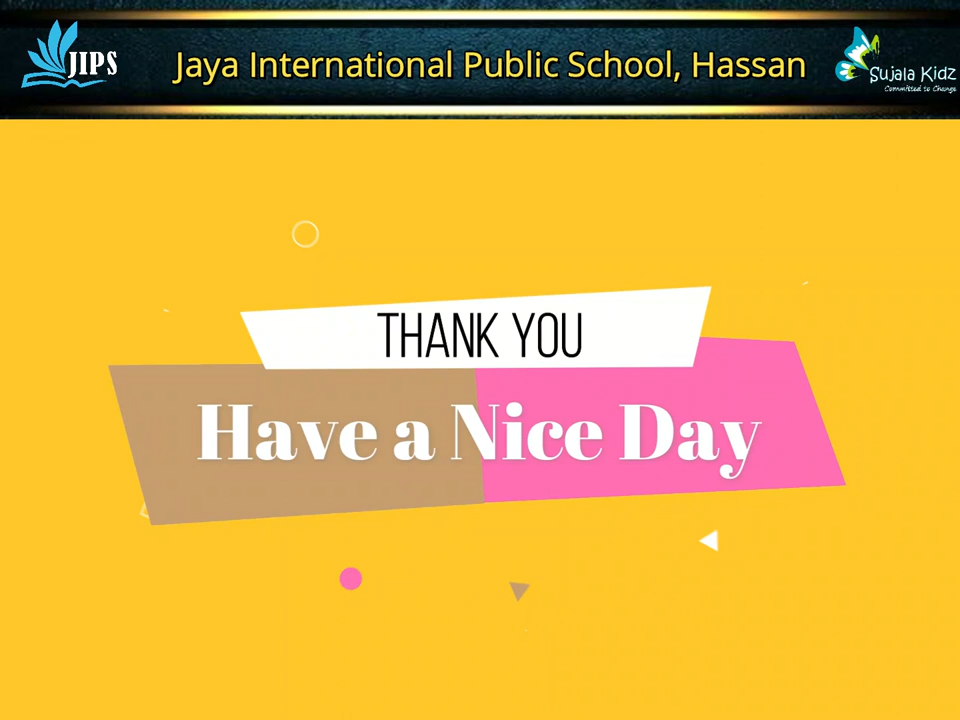 JIPS
Jaya International Public School, Hassan
Sujala Kidz
Committed to Change
THANK YOU
Have a Nice Day